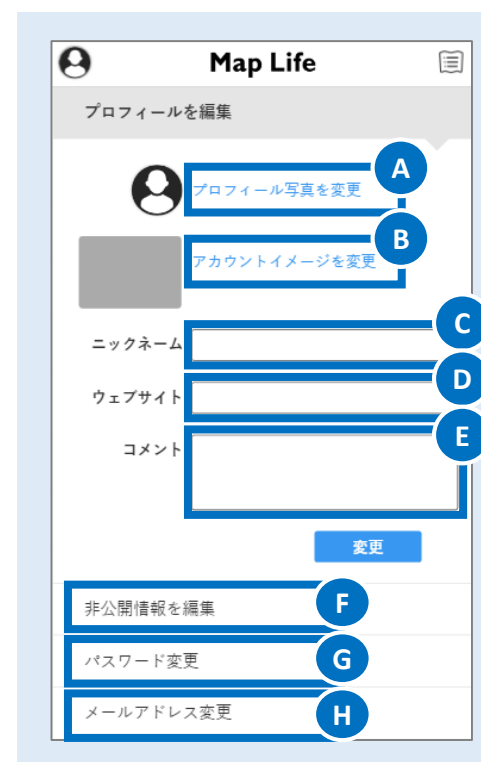 Map Life
プロフィールを編集
A
プロフィール写真を変更
B
アカウントイメージを変更
C
ニックネーム
D
ウェブサイト
E
コメント
変更
F
非公開情報を編集
G
パスワード変更
H
メールアドレス変更